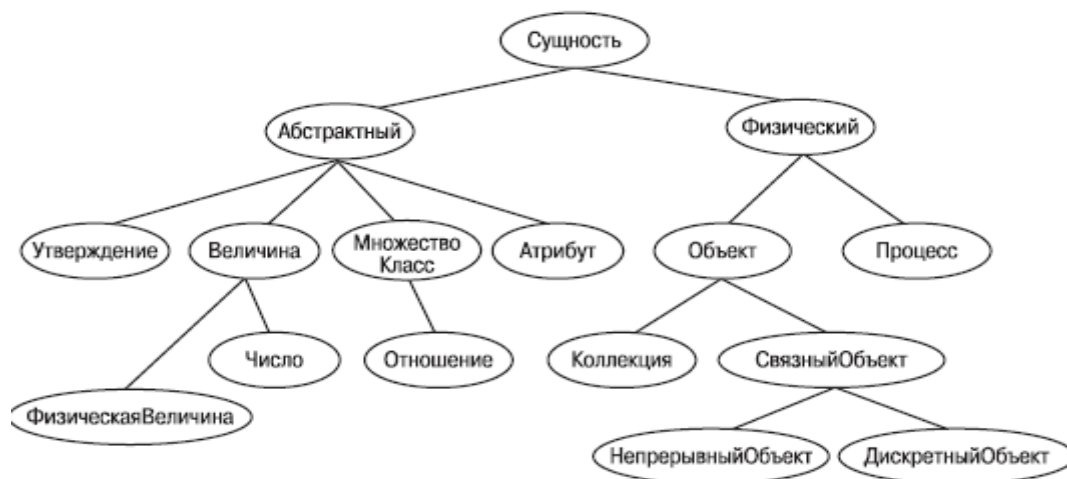 Сущность
Абстрактный
Физический
Утверждение
Величина
Множество
Класс
Атрибут
Объект
Процесс
Число
Отношение
Коллекция
СвязныйОбъект
ФизическаяВеличина
НепрерывныйОбъект
ДискретныйОбъект